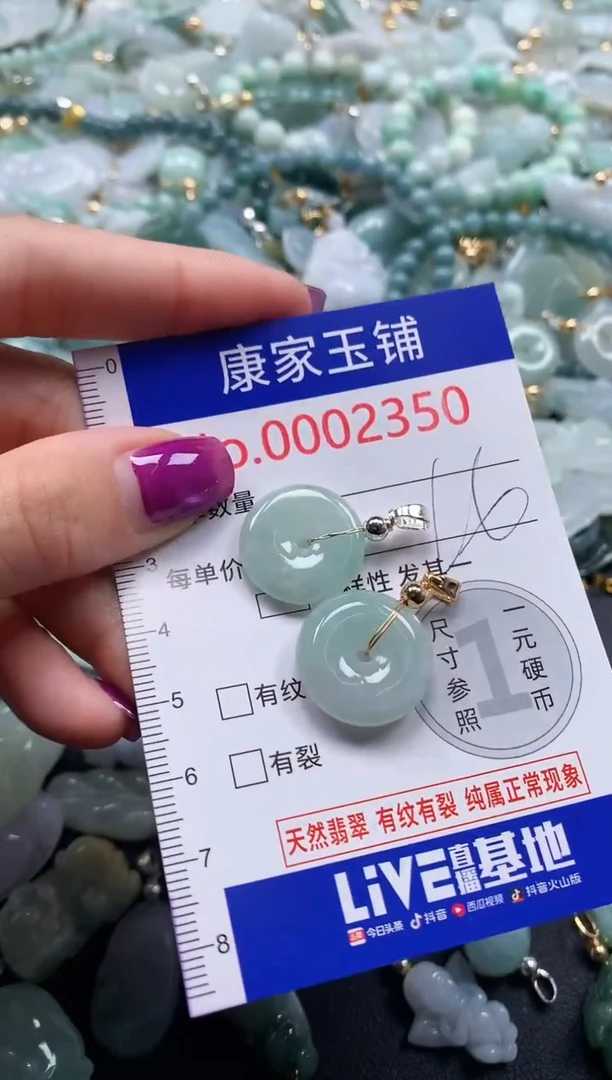 康家玉铺
0
o.0002350
数量
16
3
每单价
样性发其一
4
尺寸参照
1
一元硬币
5
有纹
6
有裂
天然翡翠 有纹有裂 纯属正常现象
7
LiVE直播基地
8
今日头条 抖音 西瓜视频 抖音火山版